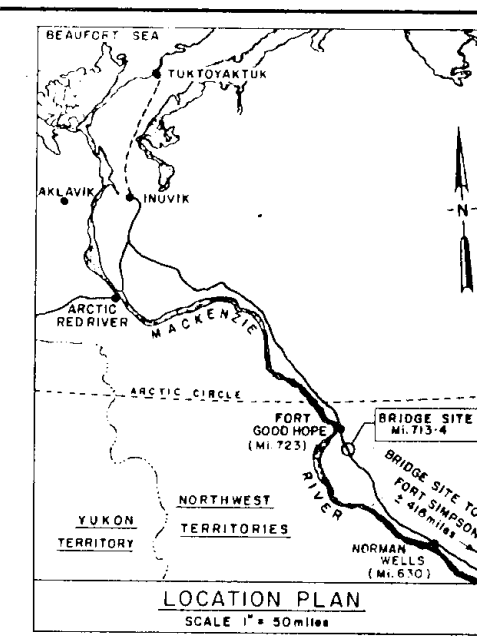 BEAUFORT SEA
TUKTOYAKTUK
AKLAVIK
INUVIK
N
ARCTIC
RED RIVER
MACKENZIE
ARCTIC CIRCLE
FORT
GOOD HOPE
(Mi. 723)
BRIDGE SITE
Mi. 713·4
BRIDGE SITE TO
FORT SIMPSON
± 416 miles
RIVER
NORTHWEST
TERRITORIES
YUKON
TERRITORY
NORMAN
WELLS
(Mi. 630)
LOCATION PLAN
SCALE 1" = 50 miles